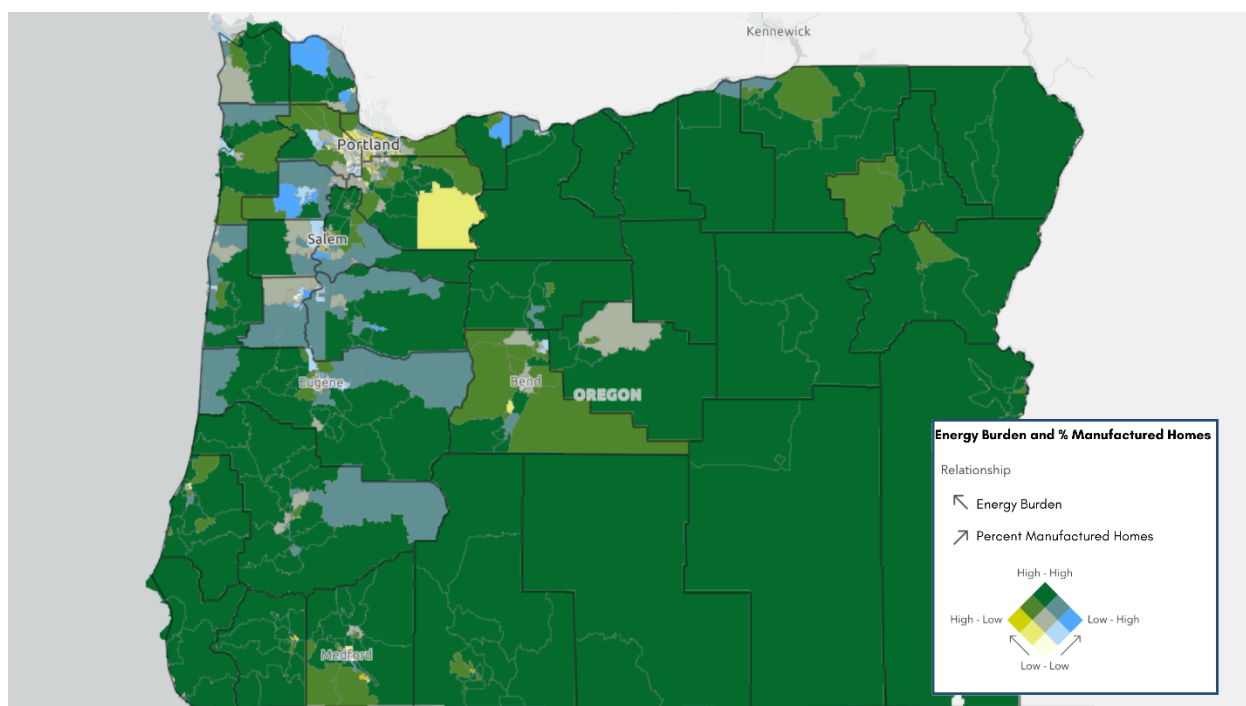 Kennewick
Portland
Salem
Eugene
Bend
OREGON
Medford
Energy Burden and % Manufactured Homes
Relationship
Energy Burden
Percent Manufactured Homes
High - High
High - Low
Low - High
Low - Low